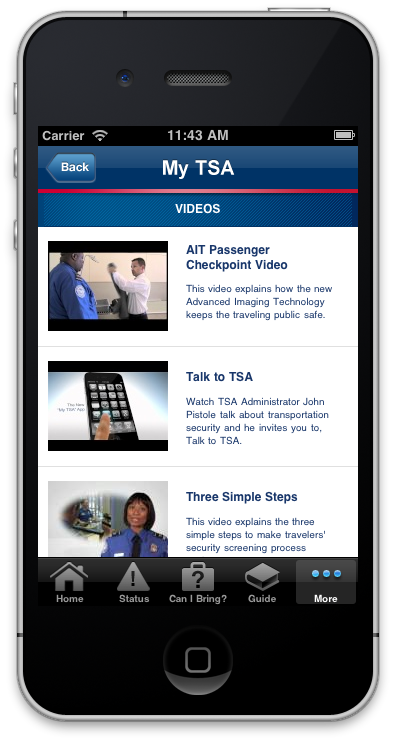 Carrier 11:43 AM
Back My TSA
VIDEOS
AIT Passenger
Checkpoint Video
This video explains how the new
Advanced Imaging Technology
keeps the traveling public safe.
The New
"My TSA" App
Talk to TSA
Watch TSA Administrator John
Pistole talk about transportation
security and he invites you to,
Talk to TSA.
Three Simple Steps
This video explains the three
simple steps to make travelers'
security screening process
Home Status Can I Bring? Guide More